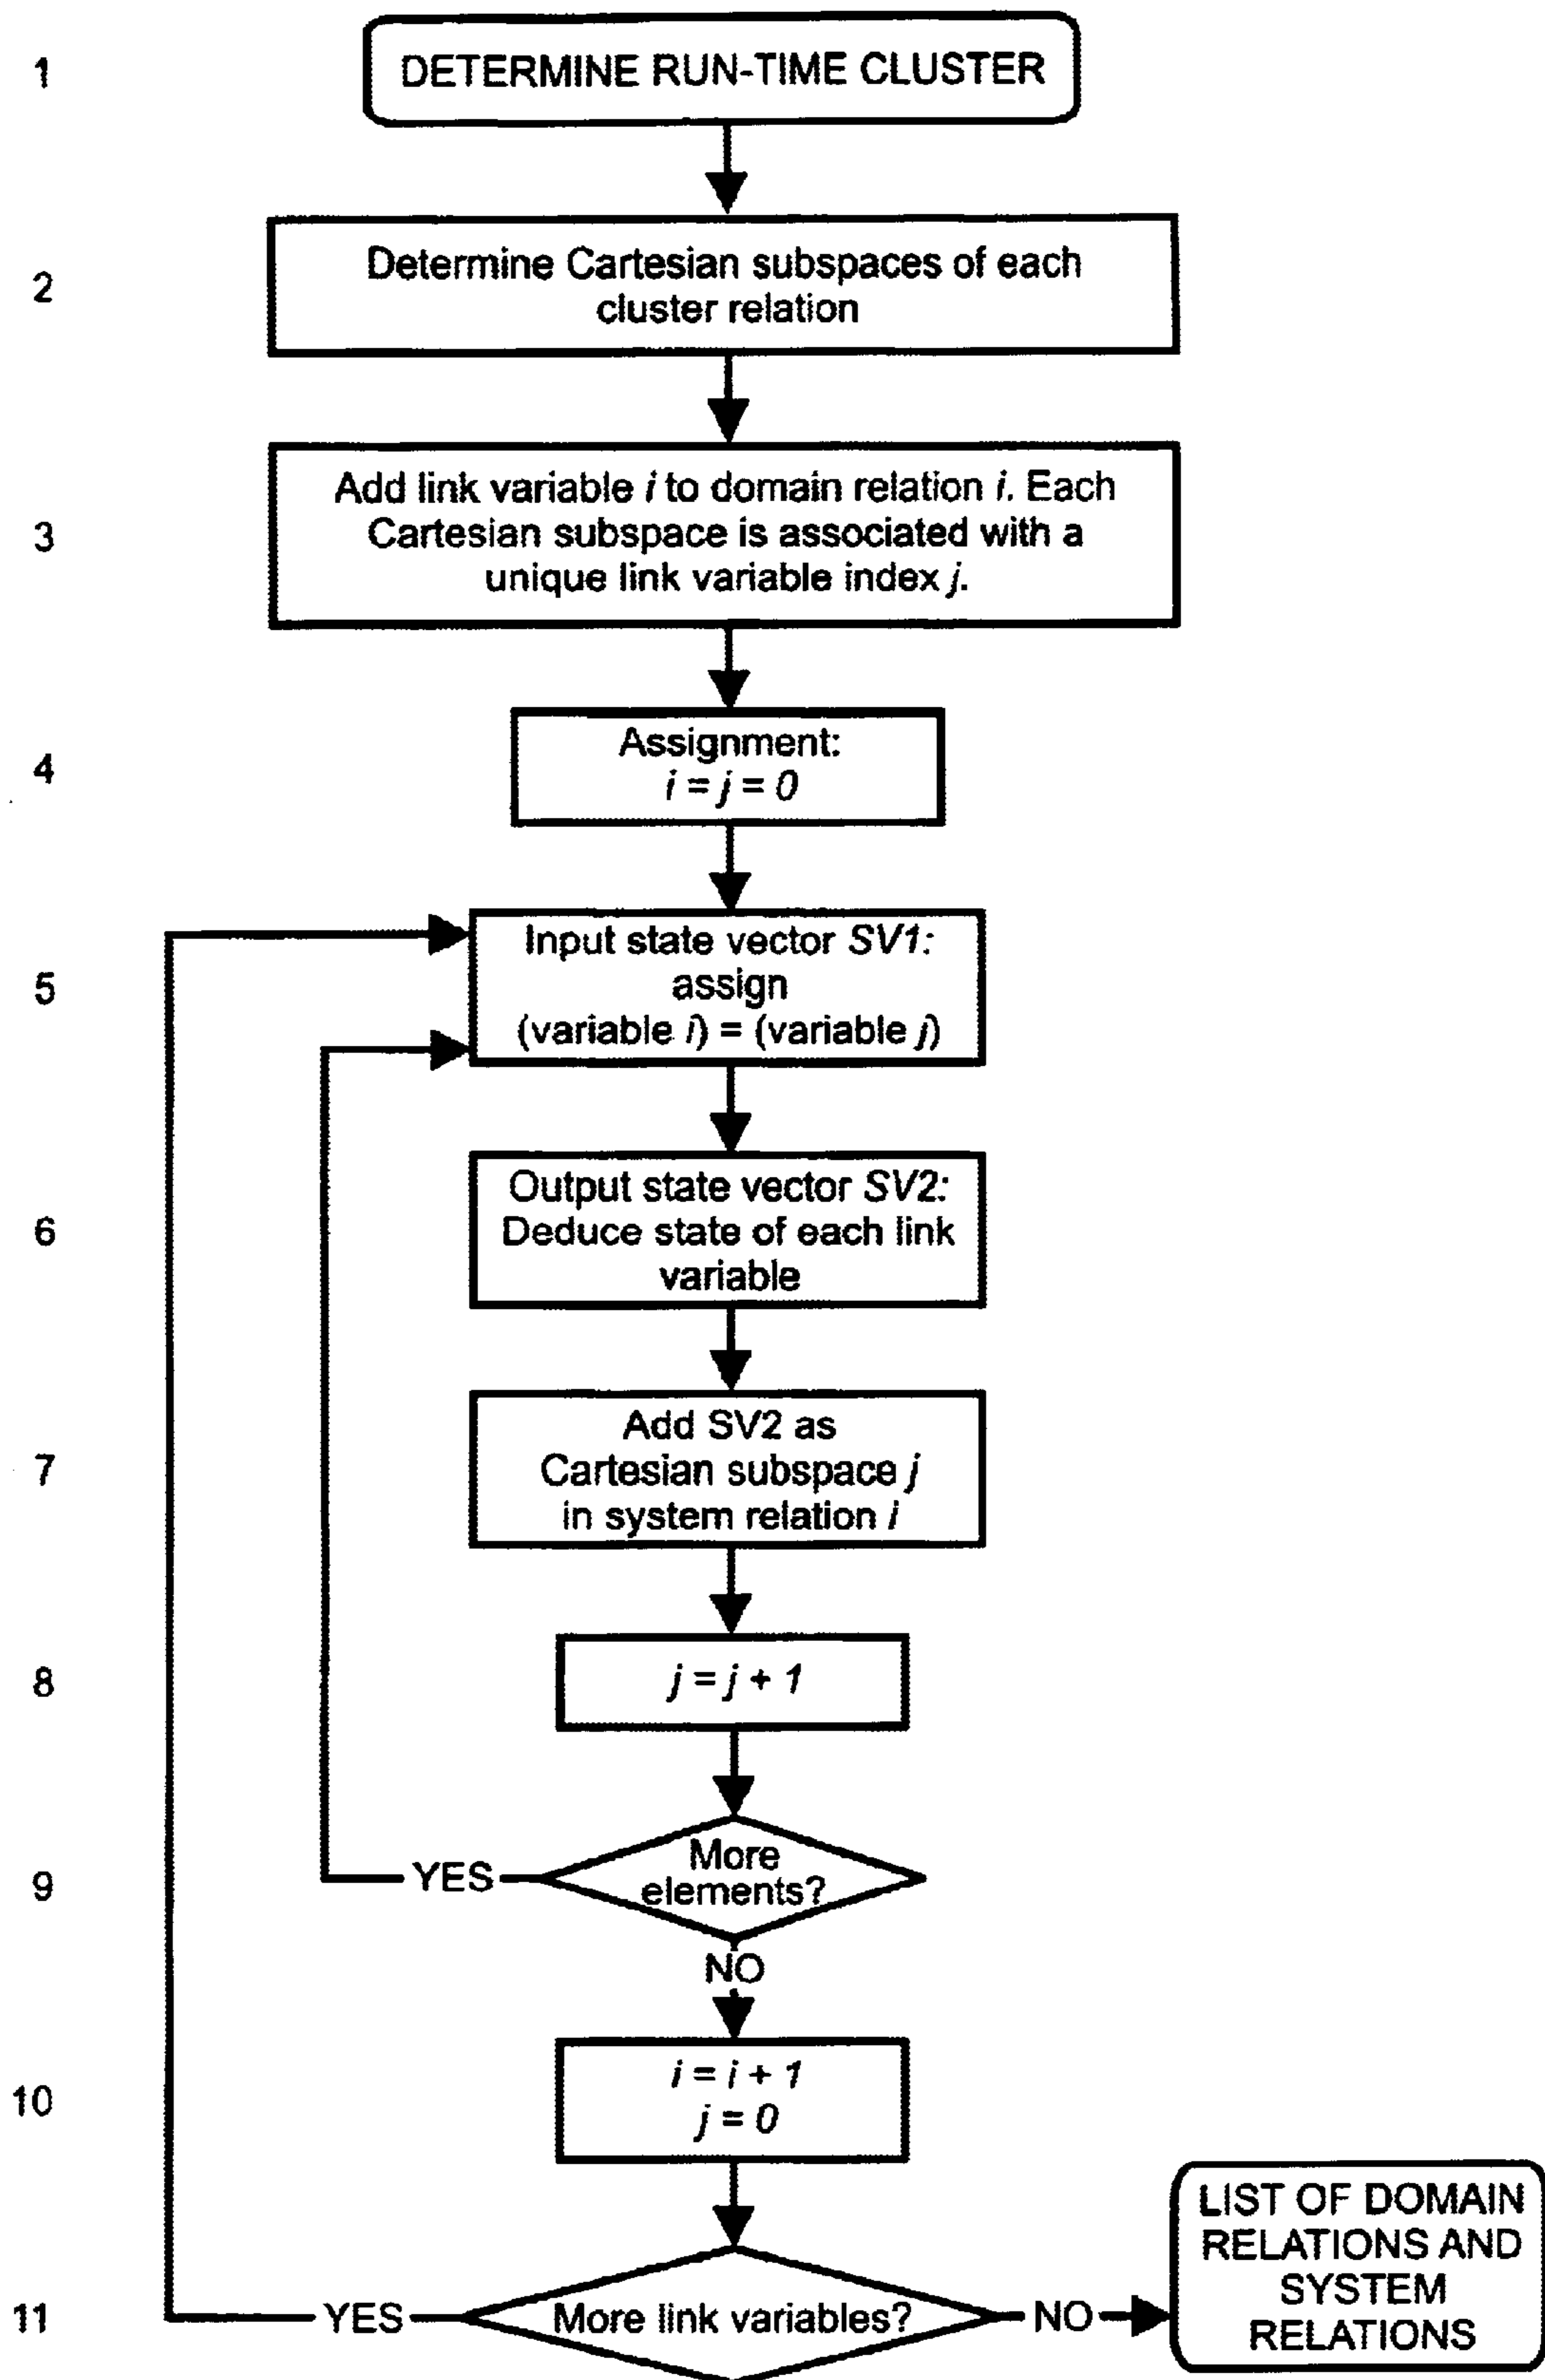 1
DETERMINE RUN-TIME CLUSTER
2
Determine Cartesian subspaces of each
cluster relation
3
Add link variable i to domain relation i. Each
Cartesian subspace is associated with a
unique link variable index j.
4
Assignment:
i = j = 0
5
Input state vector SV1:
assign
(variable i) = (variable j)
6
Output state vector SV2:
Deduce state of each link
variable
7
Add SV2 as
Cartesian subspace j
in system relation i
8
j = j + 1
9
More
elements?
YES
NO
10
i = i + 1
j = 0
11
More link variables?
YES
NO
LIST OF DOMAIN
RELATIONS AND
SYSTEM
RELATIONS